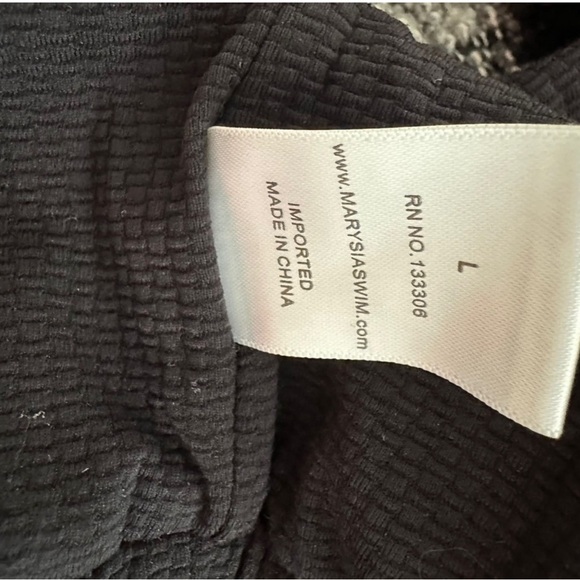 L
RN NO. 133306
www.MARYSIASWIM.com
IMPORTED
MADE IN CHINA